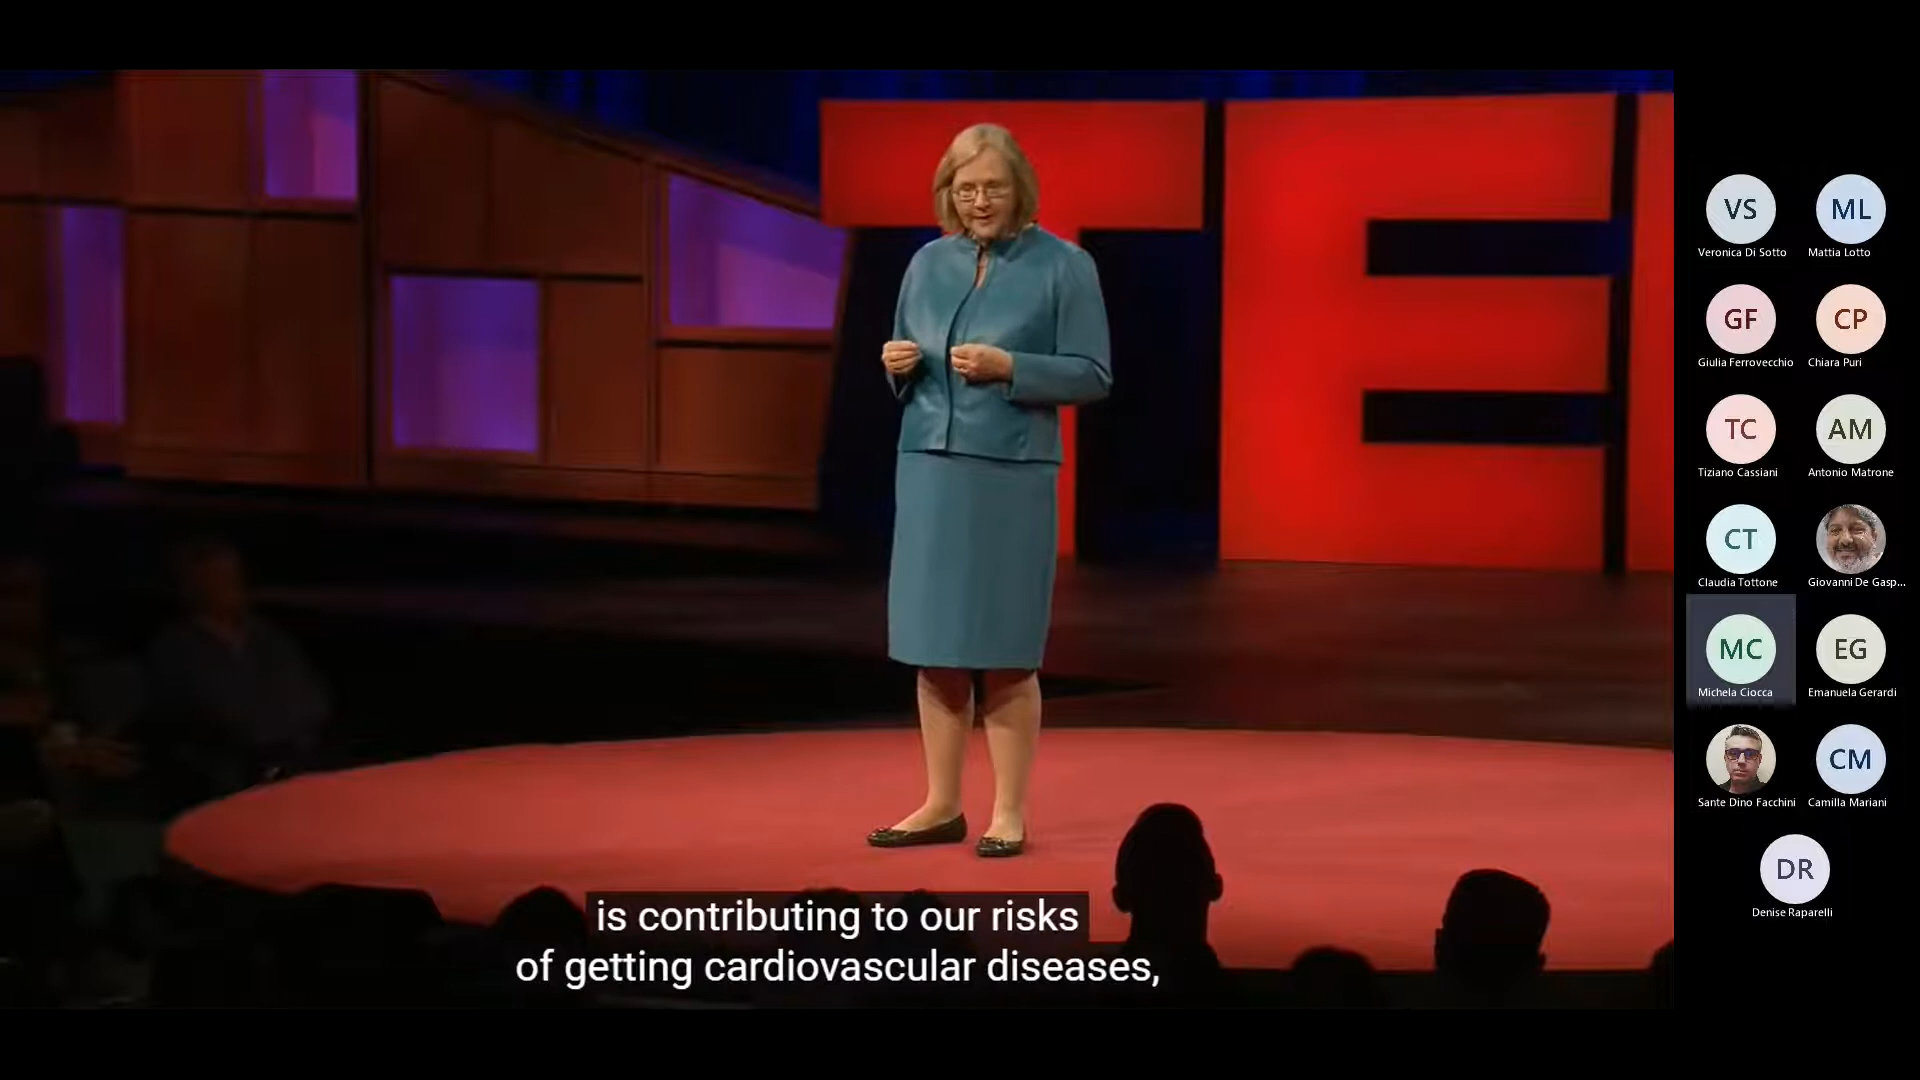 TE
VS
Veronica Di Sotto
ML
Mattia Lotto
GF
Giulia Ferrovecchio
CP
Chiara Puri
TC
Tiziano Cassiani
AM
Antonio Matrone
CT
Claudia Tottone
Giovanni De Gasp...
MC
Michela Ciocca
EG
Emanuela Gerardi
Sante Dino Facchini
CM
Camilla Mariani
DR
Denise Raparelli
is contributing to our risks
of getting cardiovascular diseases,